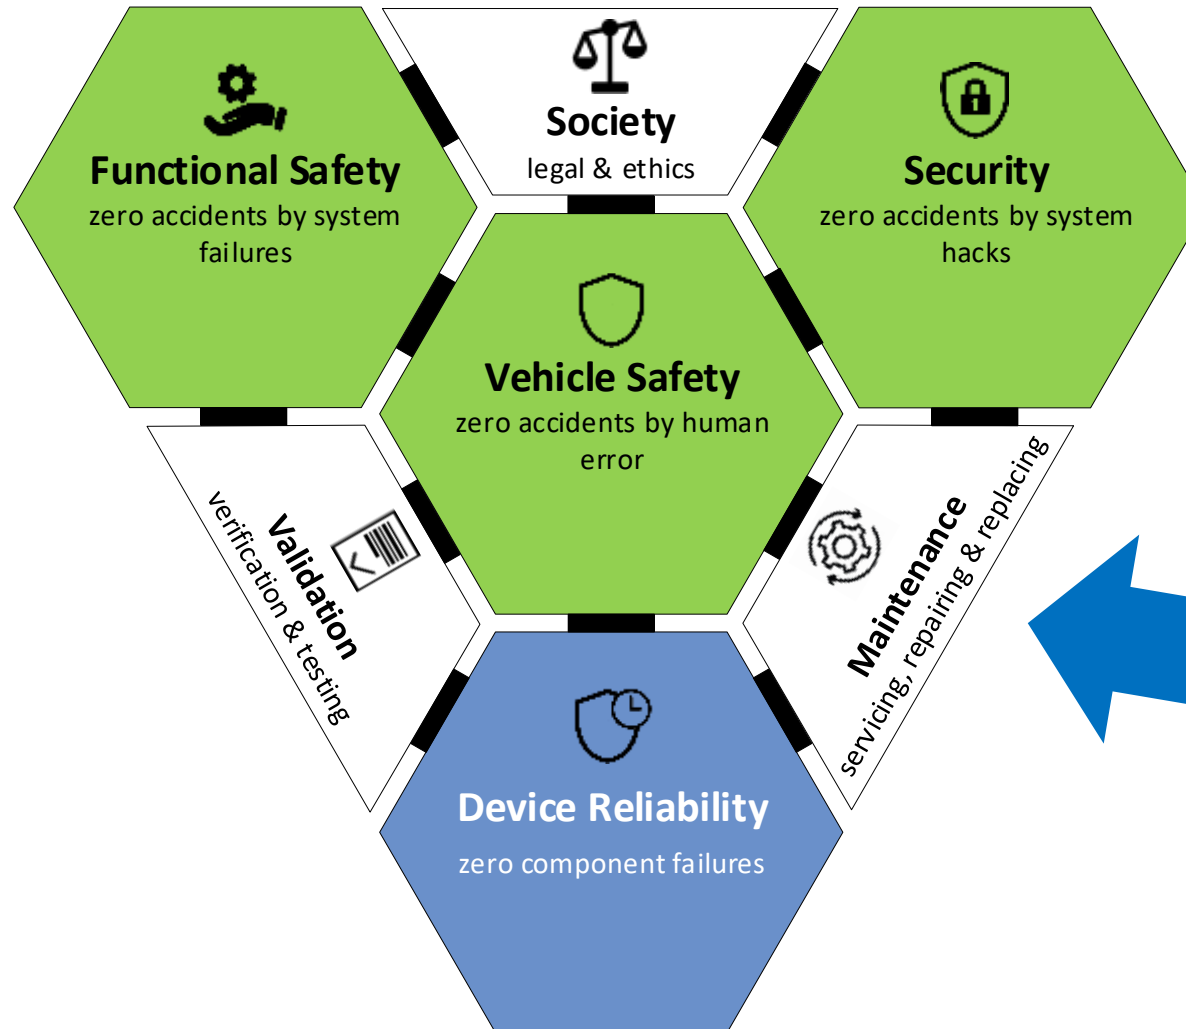 Society
legal & ethics
Functional Safety
zero accidents by system
failures
Security
zero accidents by system
hacks
Vehicle Safety
zero accidents by human
error
Validation
verification & testing
Maintenance
servicing, repairing & replacing
Device Reliability
zero component failures